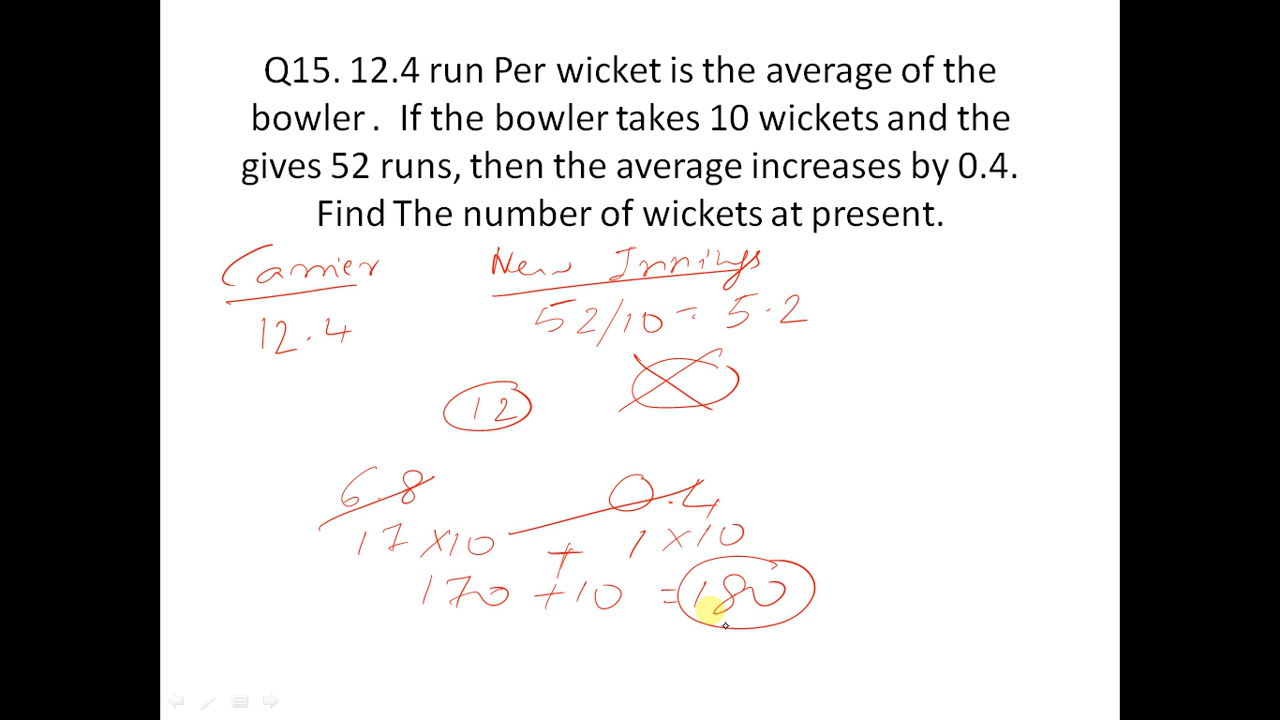 Q15. 12.4 run Per wicket is the average of the
bowler . If the bowler takes 10 wickets and the
gives 52 runs, then the average increases by 0.4.
Find The number of wickets at present.
Carrier New Innings
12.4 52/10 = 5.2
12
6.8 0.4
17 × 10 + 1 × 10
170 + 10 = 180